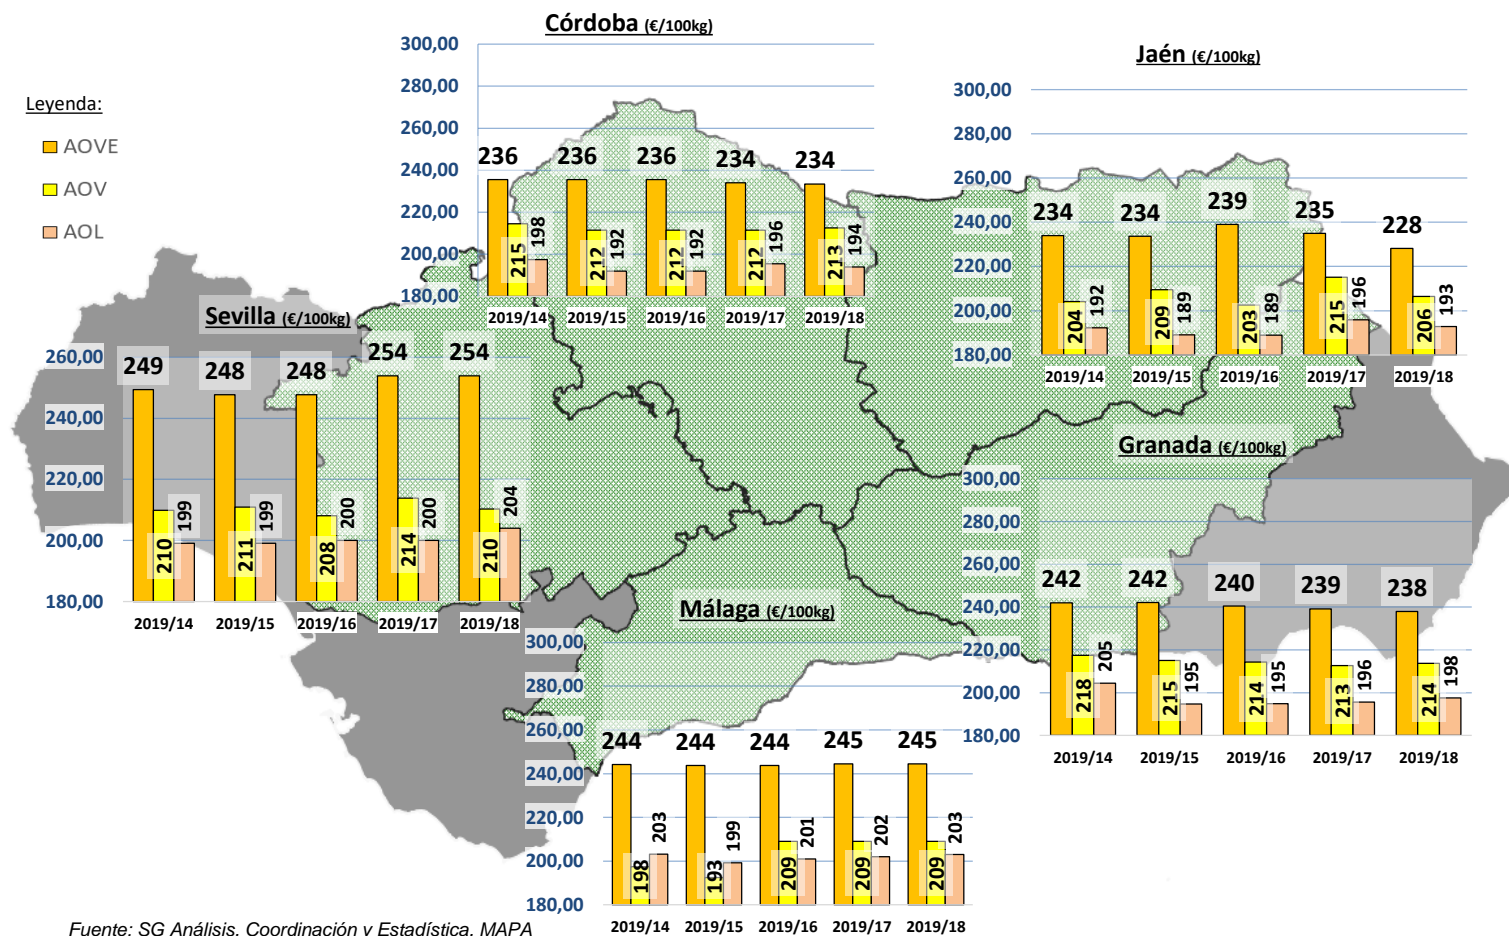 Córdoba (€/100kg)
300,00
280,00
260,00
240,00
220,00
200,00
180,00
236 236 236 234 234
215 198 212 192 212 192 212 196 213 194
2019/14 2019/15 2019/16 2019/17 2019/18
Jaén (€/100kg)
300,00
280,00
260,00
240,00
220,00
200,00
180,00
234 234 239 235 228
204 192 209 189 203 189 215 196 206 193
2019/14 2019/15 2019/16 2019/17 2019/18
Leyenda:
AOVE
AOV
AOL
Sevilla (€/100kg)
260,00
240,00
220,00
200,00
180,00
249 248 248 254 254
210 199 211 199 208 200 214 200 210 204
2019/14 2019/15 2019/16 2019/17 2019/18
Granada (€/100kg)
300,00
280,00
260,00
240,00
220,00
200,00
180,00
242 242 240 239 238
218 205 215 195 214 195 213 196 214 198
2019/14 2019/15 2019/16 2019/17 2019/18
Málaga (€/100kg)
300,00
280,00
260,00
240,00
220,00
200,00
180,00
244 244 244 245 245
198 203 193 199 209 201 209 202 209 203
2019/14 2019/15 2019/16 2019/17 2019/18
Fuente: SG Análisis, Coordinación y Estadística. MAPA